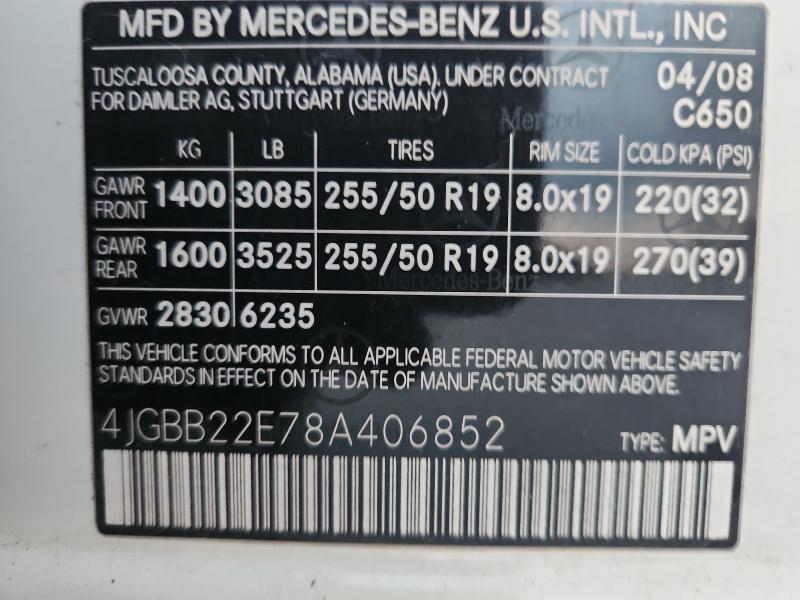 MFD BY MERCEDES-BENZ U.S. INTL., INC
TUSCALOOSA COUNTY, ALABAMA (USA), UNDER CONTRACT 04/08
FOR DAIMLER AG, STUTTGART (GERMANY) C650
KG LB TIRES RIM SIZE COLD KPA (PSI)
GAWR FRONT 1400 3085 255/50 R19 8.0x19 220(32)
GAWR REAR 1600 3525 255/50 R19 8.0x19 270(39)
Mercedes-Benz
GVWR 2830 6235
THIS VEHICLE CONFORMS TO ALL APPLICABLE FEDERAL MOTOR VEHICLE SAFETY
STANDARDS IN EFFECT ON THE DATE OF MANUFACTURE SHOWN ABOVE.
4JGBB22E78A406852 TYPE: MPV